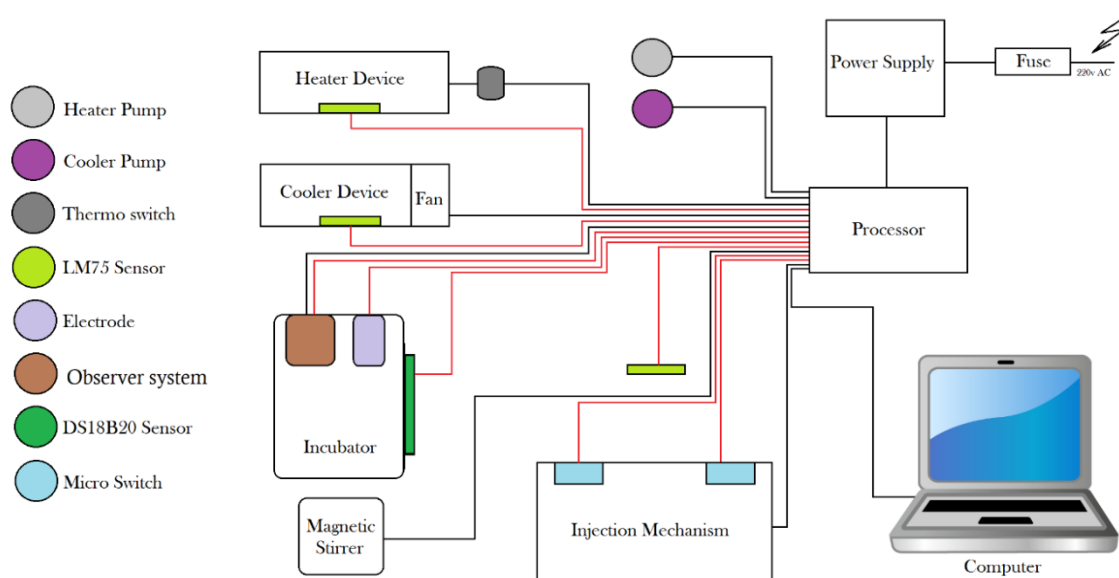 Heater Pump
Cooler Pump
Thermo switch
LM75 Sensor
Electrode
Observer system
DS18B20 Sensor
Micro Switch
Heater Device
Cooler Device
Fan
Incubator
Magnetic
Stirrer
Injection Mechanism
Power Supply
Fuse
220v AC
Processor
Computer